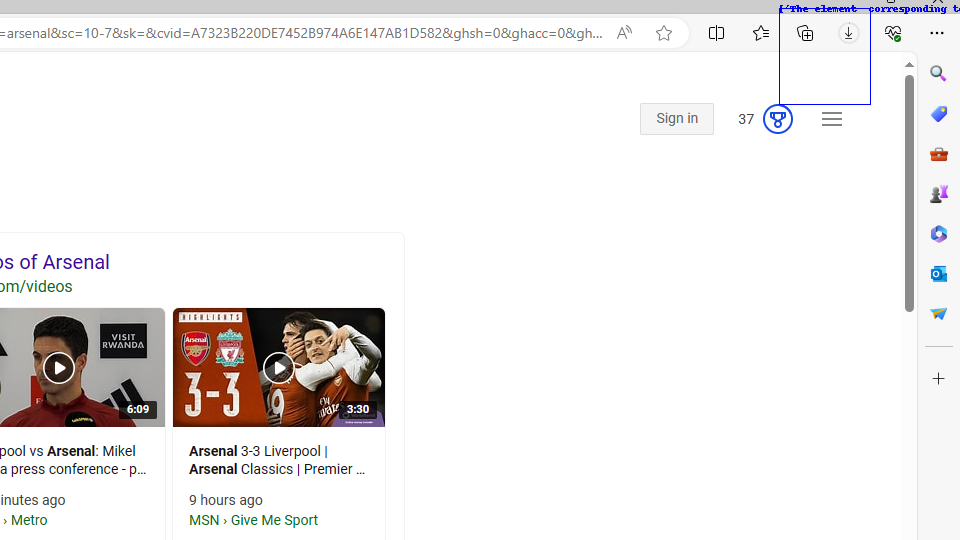 ['The element corresponding to
=arsenal&sc=10-7&sk=&cvid=A7323B220DE7452B974A6E147AB1D582&ghsh=0&ghacc=0&gh...
Sign in
37
os of Arsenal
om/videos
VISIT
RWANDA
6:09
HIGHLIGHTS
Arsenal
3-3
3:30
pool vs Arsenal: Mikel
a press conference - p...
inutes ago
› Metro
Arsenal 3-3 Liverpool |
Arsenal Classics | Premier ...
9 hours ago
MSN › Give Me Sport